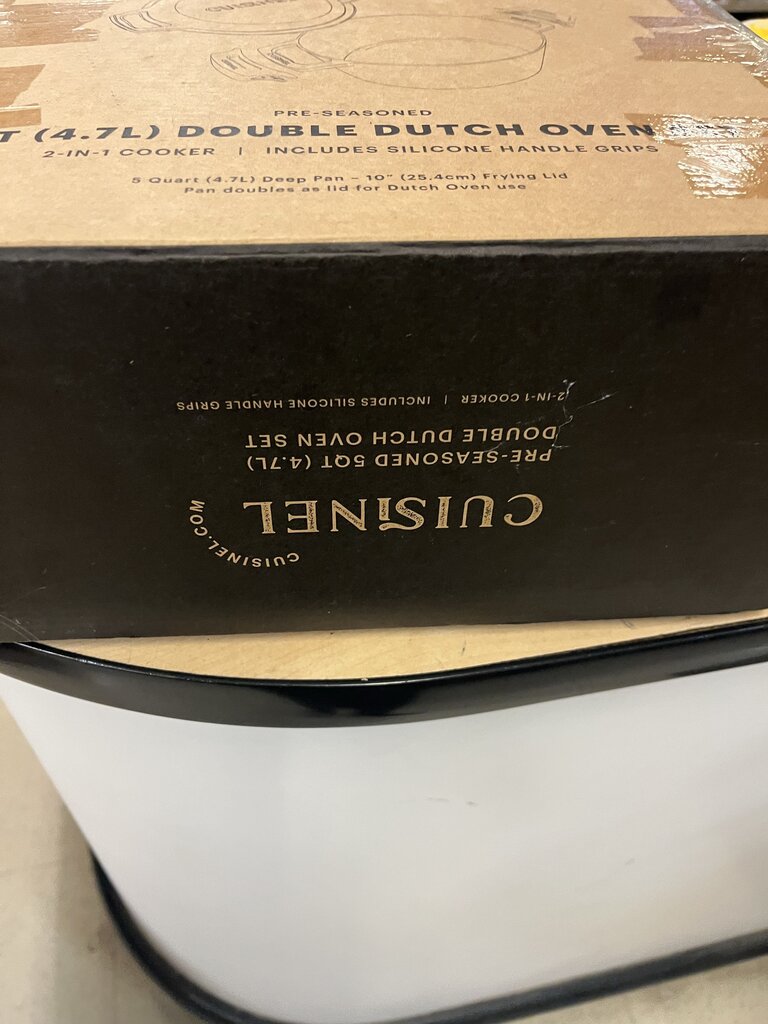 PRE-SEASONED
T (4.7L) DOUBLE DUTCH OVEN
2-IN-1 COOKER | INCLUDES SILICONE HANDLE GRIPS
5 Quart (4.7L) Deep Pan – 10" (25.4cm) Frying Lid
Pan doubles as lid for Dutch Oven use
CUISINEL.COM
CUISINEL
PRE-SEASONED 5QT (4.7L)
DOUBLE DUTCH OVEN SET
2-IN-1 COOKER | INCLUDES SILICONE HANDLE GRIPS